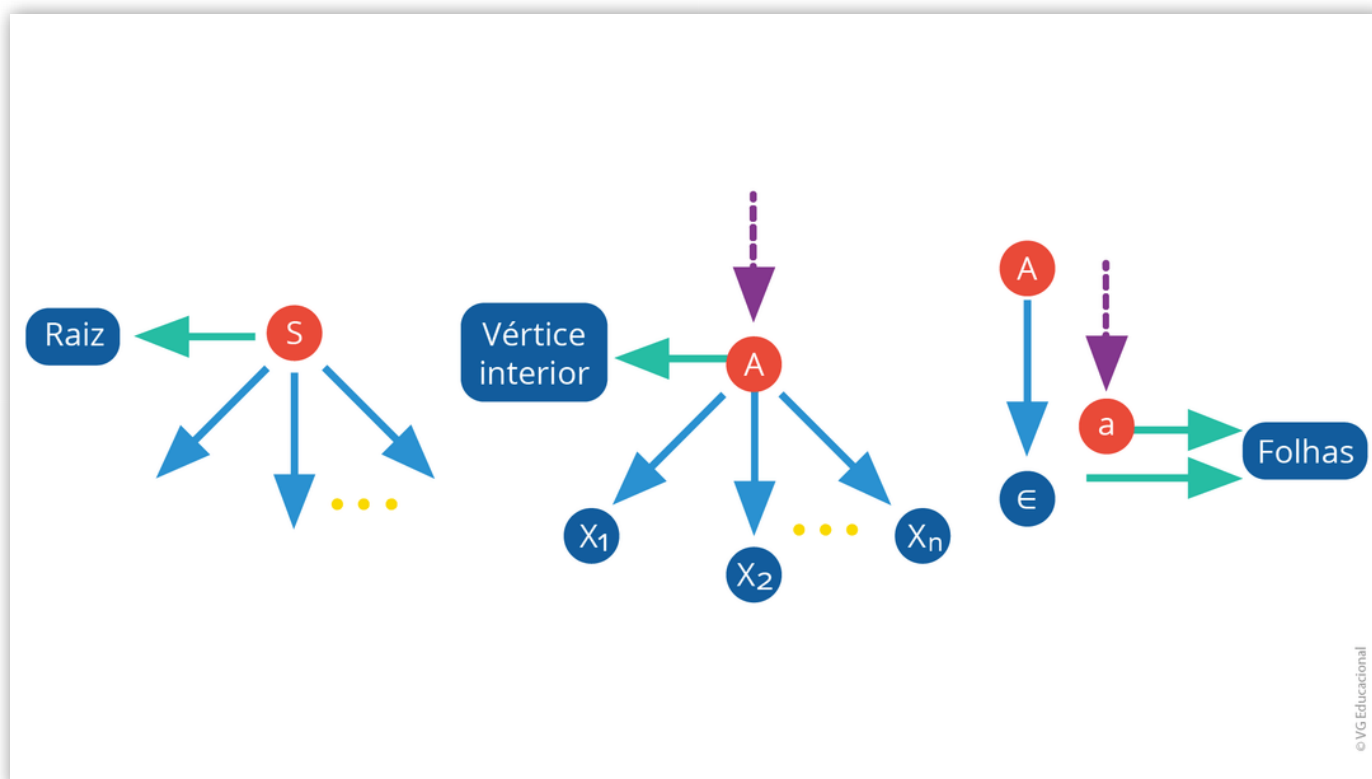 Raiz
S
Vértice
interior
A
X₁
X₂
Xₙ
A
a
∈
Folhas
© VG Educacional